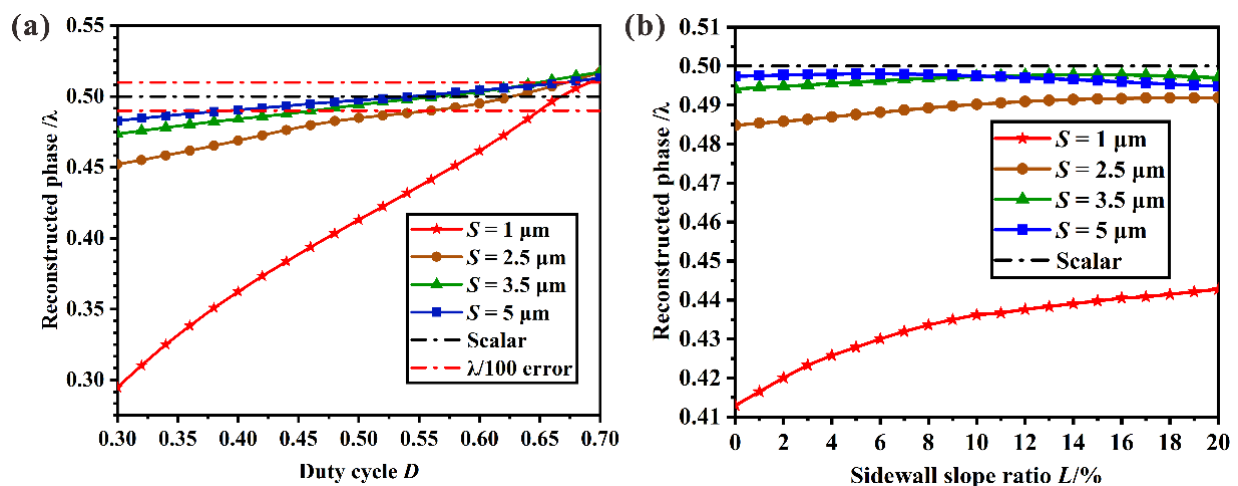 (a)
Reconstructed phase /λ
0.55
0.50
0.45
0.40
0.35
0.30
S = 1 μm
S = 2.5 μm
S = 3.5 μm
S = 5 μm
Scalar
λ/100 error
0.30 0.35 0.40 0.45 0.50 0.55 0.60 0.65 0.70
Duty cycle D
(b)
Reconstructed phase /λ
0.51
0.50
0.49
0.48
0.47
0.46
0.45
0.44
0.43
0.42
0.41
S = 1 μm
S = 2.5 μm
S = 3.5 μm
S = 5 μm
Scalar
0 2 4 6 8 10 12 14 16 18 20
Sidewall slope ratio L/%